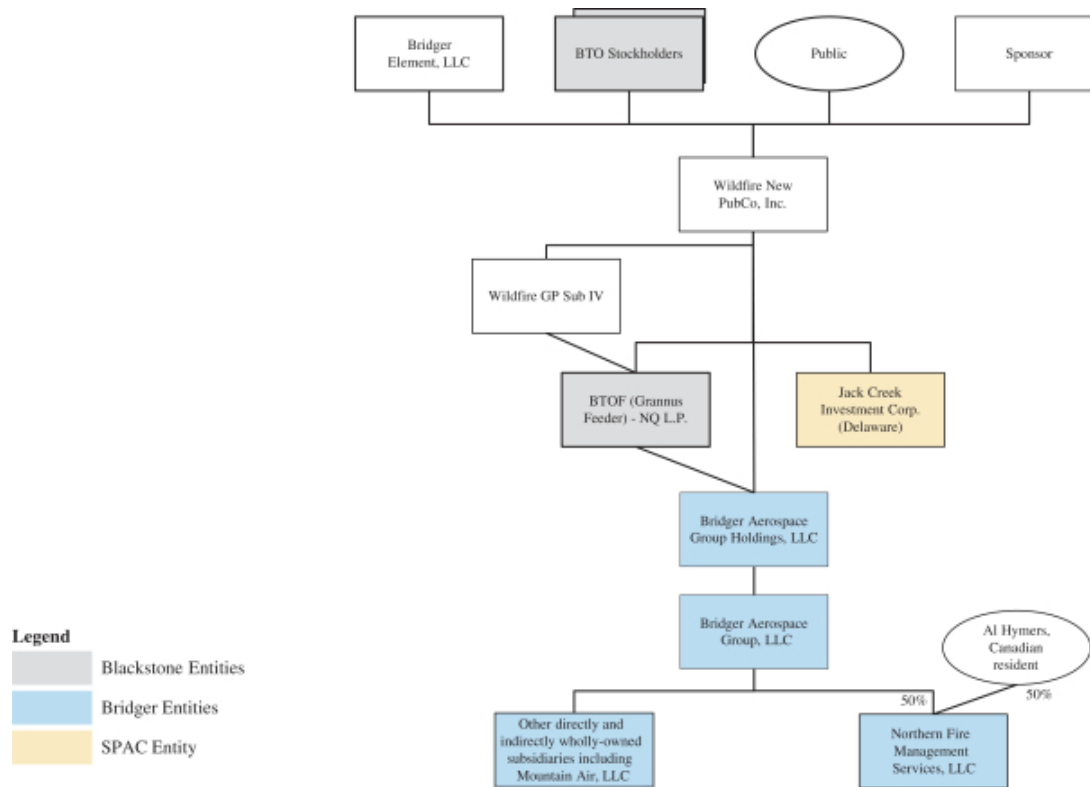 Bridger
Element, LLC
BTO Stockholders
Public
Sponsor
Wildfire New
PubCo, Inc.
Wildfire GP Sub IV
BTOF (Grannus
Feeder) - NQ L.P.
Jack Creek
Investment Corp.
(Delaware)
Bridger Aerospace
Group Holdings, LLC
Bridger Aerospace
Group, LLC
Al Hymers,
Canadian
resident
50%
50%
Other directly and
indirectly wholly-owned
subsidiaries including
Mountain Air, LLC
Northern Fire
Management
Services, LLC
Legend
Blackstone Entities
Bridger Entities
SPAC Entity